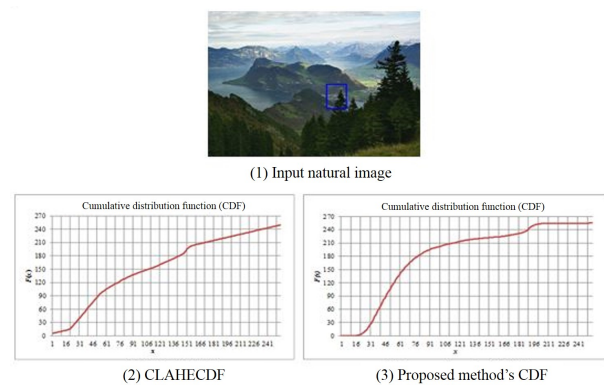 (1) Input natural image
Cumulative distribution function (CDF)
270
240
210
180
150
120
90
60
30
0
F(x)
1 16 31 46 61 76 91 106 121 136 151 166 181 196 211 226 241
x
(2) CLAHECDF
Cumulative distribution function (CDF)
270
240
210
180
150
120
90
60
30
0
F(x)
1 16 31 46 61 76 91 106 121 136 151 166 181 196 211 226 241
x
(3) Proposed method's CDF